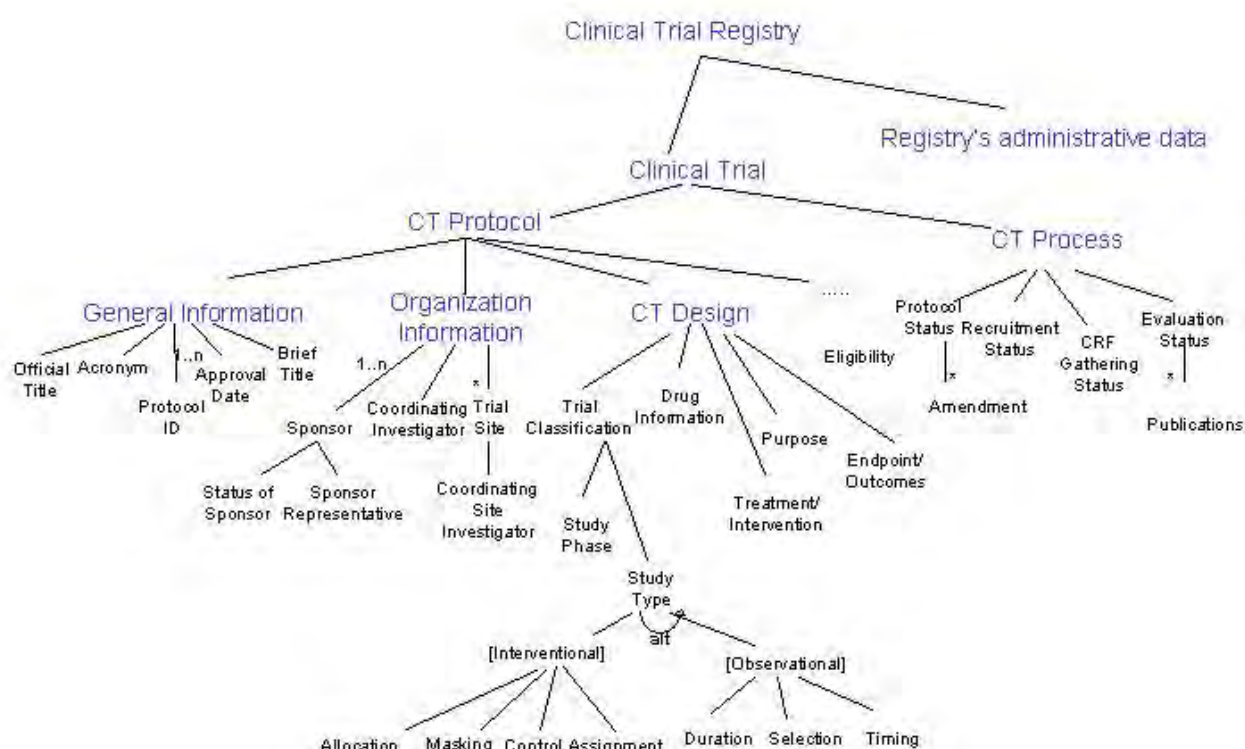 Clinical Trial Registry
Registry's administrative data
Clinical Trial
CT Protocol
CT Process
General Information
Organization
Information
CT Design
.....
Protocol
Status
Recruitment
Status
CRF
Gathering
Status
Evaluation
Status
Official
Title
Acronym
1..n
Protocol
ID
Approval
Date
Brief
Title
1..n
Sponsor
Coordinating
Investigator
*
Trial
Site
Trial
Classification
Drug
Information
Purpose
Eligibility
*
Amendment
*
Publications
Status of
Sponsor
Sponsor
Representative
Coordinating
Site
Investigator
Study
Phase
Treatment/
Intervention
Endpoint/
Outcomes
Study
Type
alt
[Interventional]
[Observational]
Allocation
Masking
Control
Assignment
Duration
Selection
Timing